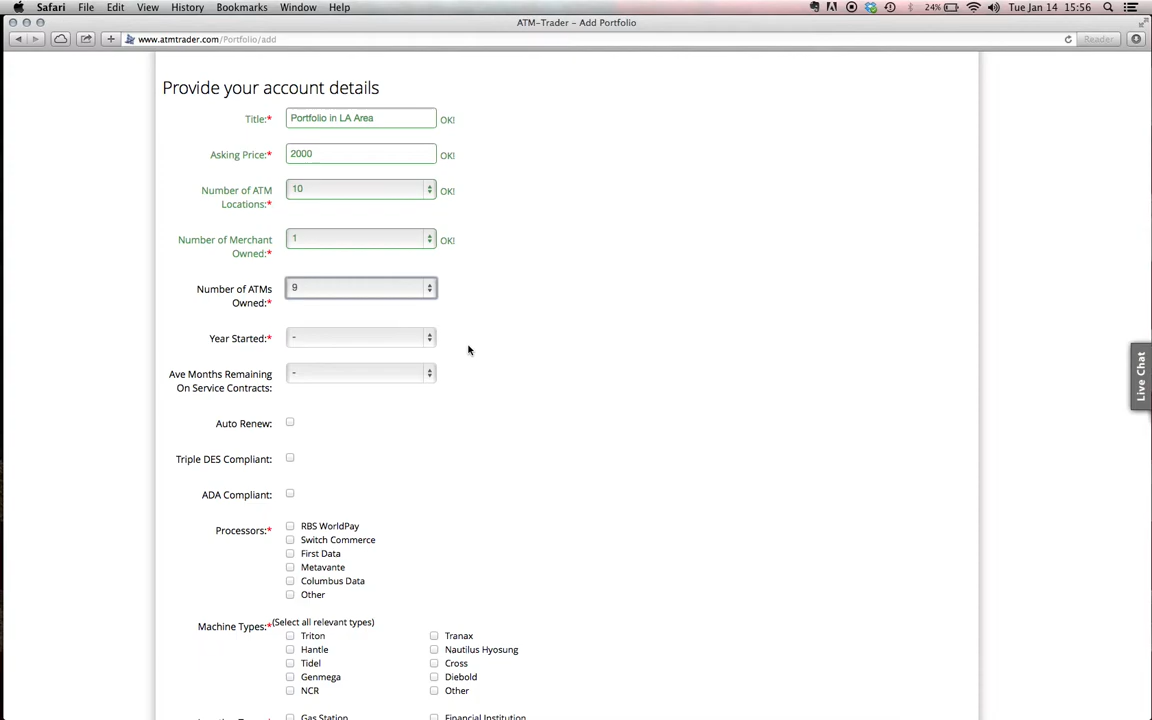 Safari File Edit View History Bookmarks Window Help 24% Tue Jan 14 15:56
ATM-Trader – Add Portfolio
www.atmtrader.com/Portfolio/add Reader
Provide your account details
Title:* Portfolio in LA Area OK!
Asking Price:* 2000 OK!
Number of ATM
Locations:* 10 OK!
Number of Merchant
Owned:* 1 OK!
Number of ATMs
Owned:* 9
Year Started:* -
Ave Months Remaining
On Service Contracts: -
Auto Renew:
Triple DES Compliant:
ADA Compliant:
Processors:* RBS WorldPay
Switch Commerce
First Data
Metavante
Columbus Data
Other
Machine Types:* (Select all relevant types)
Triton Tranax
Hantle Nautilus Hyosung
Tidel Cross
Genmega Diebold
NCR Other
Gas Station Financial Institution
Live Chat